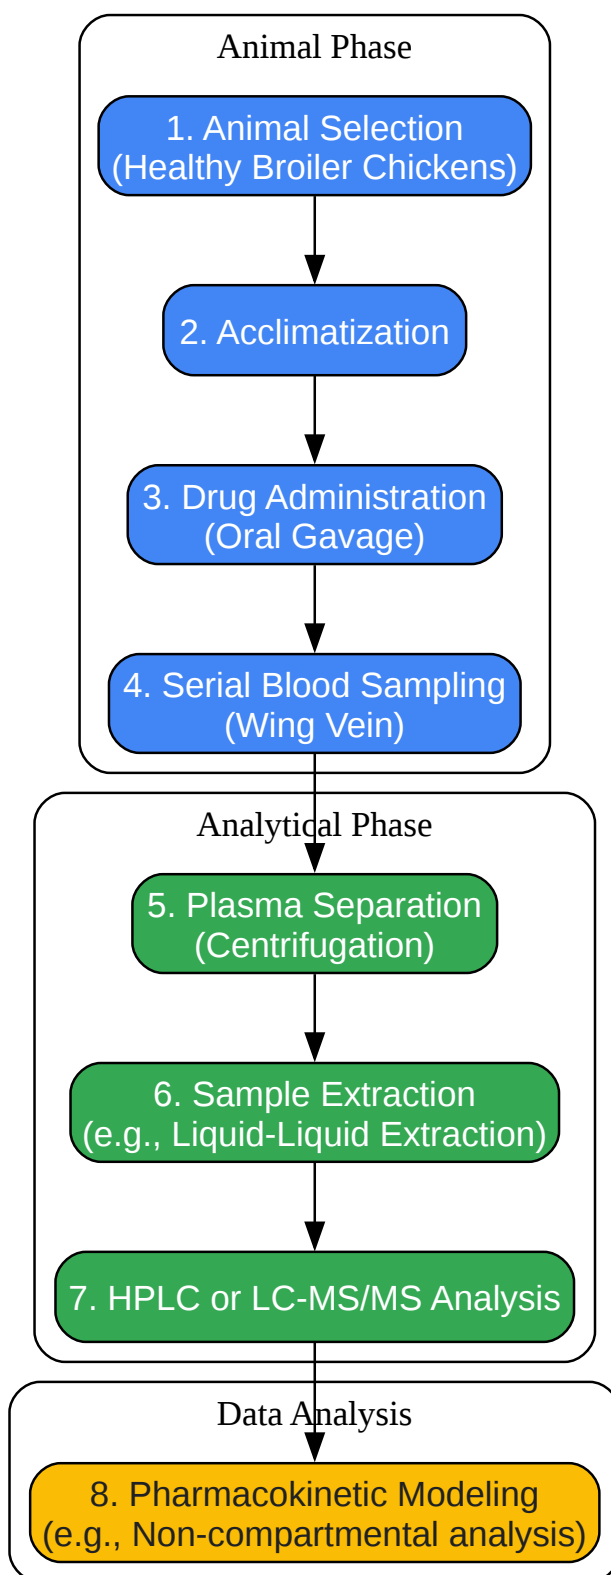 Animal Phase
1. Animal Selection
(Healthy Broiler Chickens)
2. Acclimatization
3. Drug Administration
(Oral Gavage)
4. Serial Blood Sampling
(Wing Vein)
Analytical Phase
5. Plasma Separation
(Centrifugation)
6. Sample Extraction
(e.g., Liquid-Liquid Extraction)
7. HPLC or LC-MS/MS Analysis
Data Analysis
8. Pharmacokinetic Modeling
(e.g., Non-compartmental analysis)